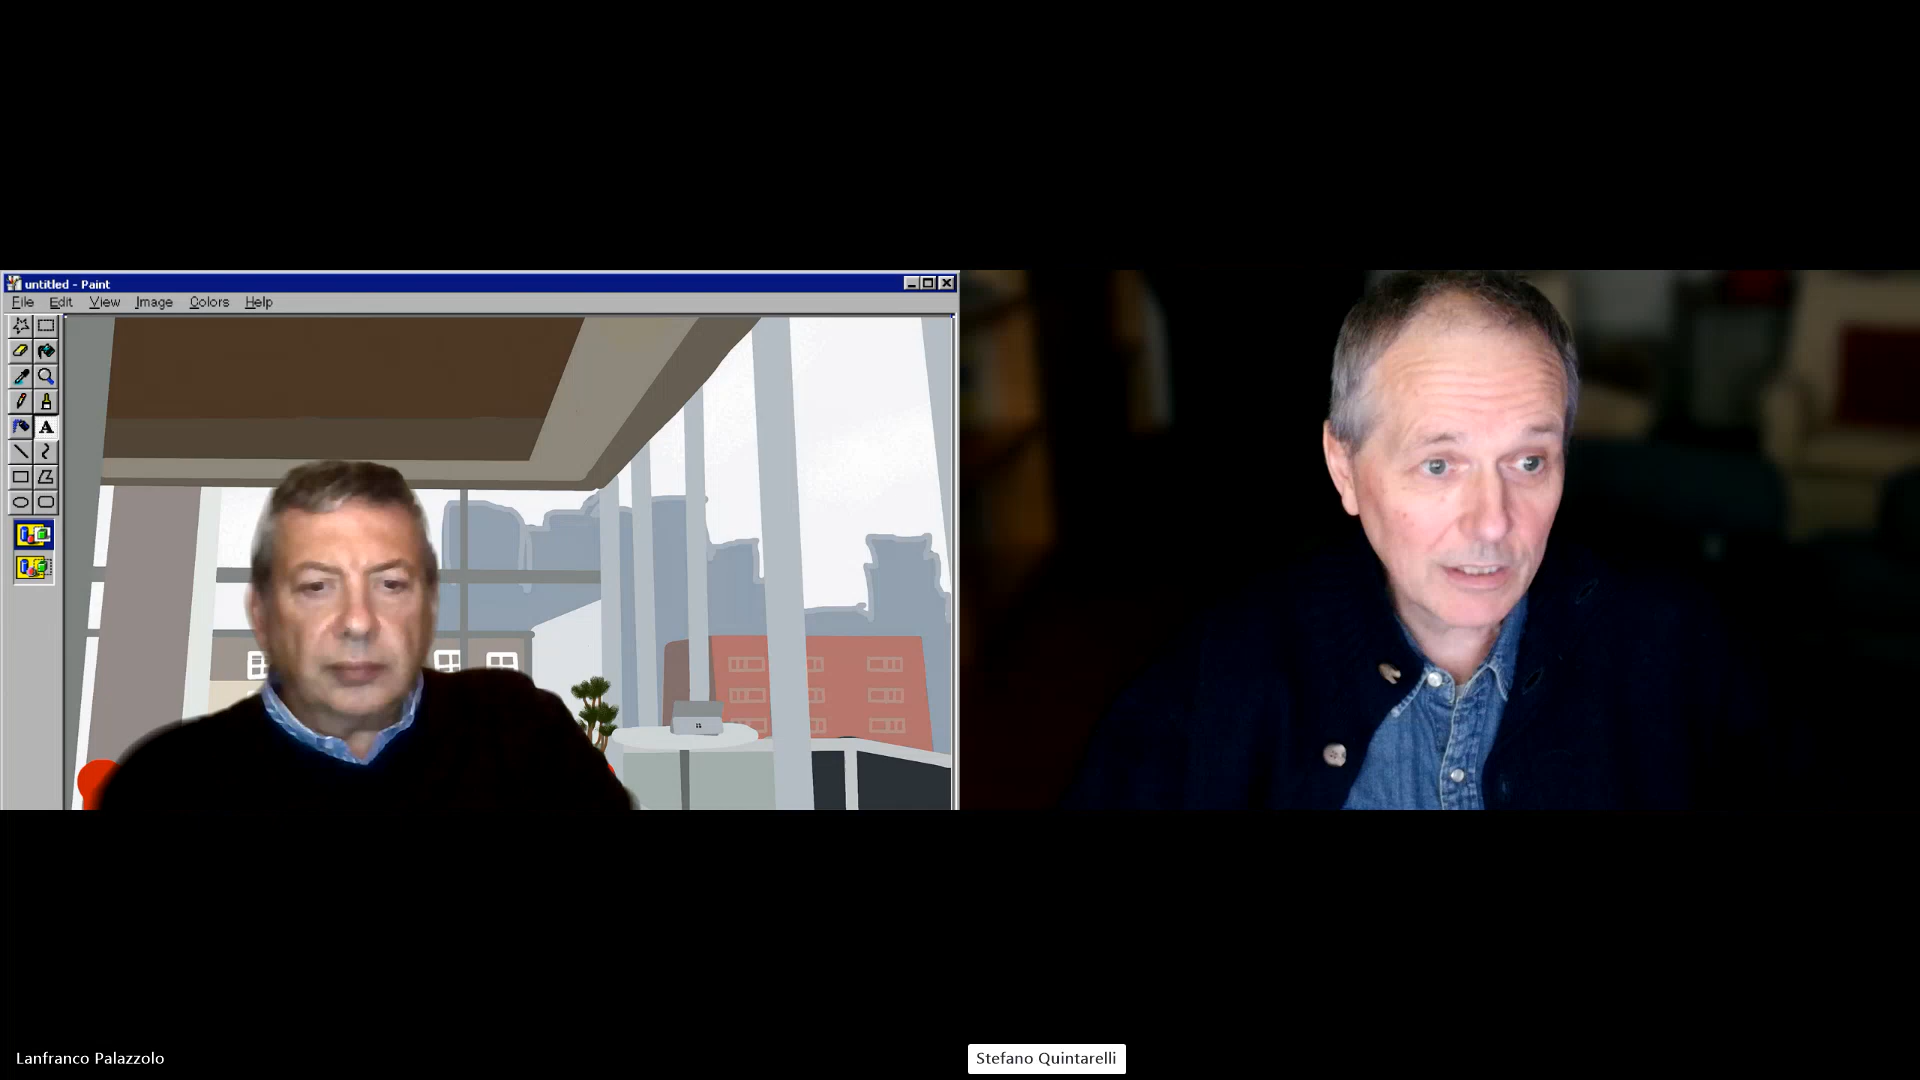 untitled - Paint
File Edit View Image Colors Help
A
Lanfranco Palazzolo
Stefano Quintarelli